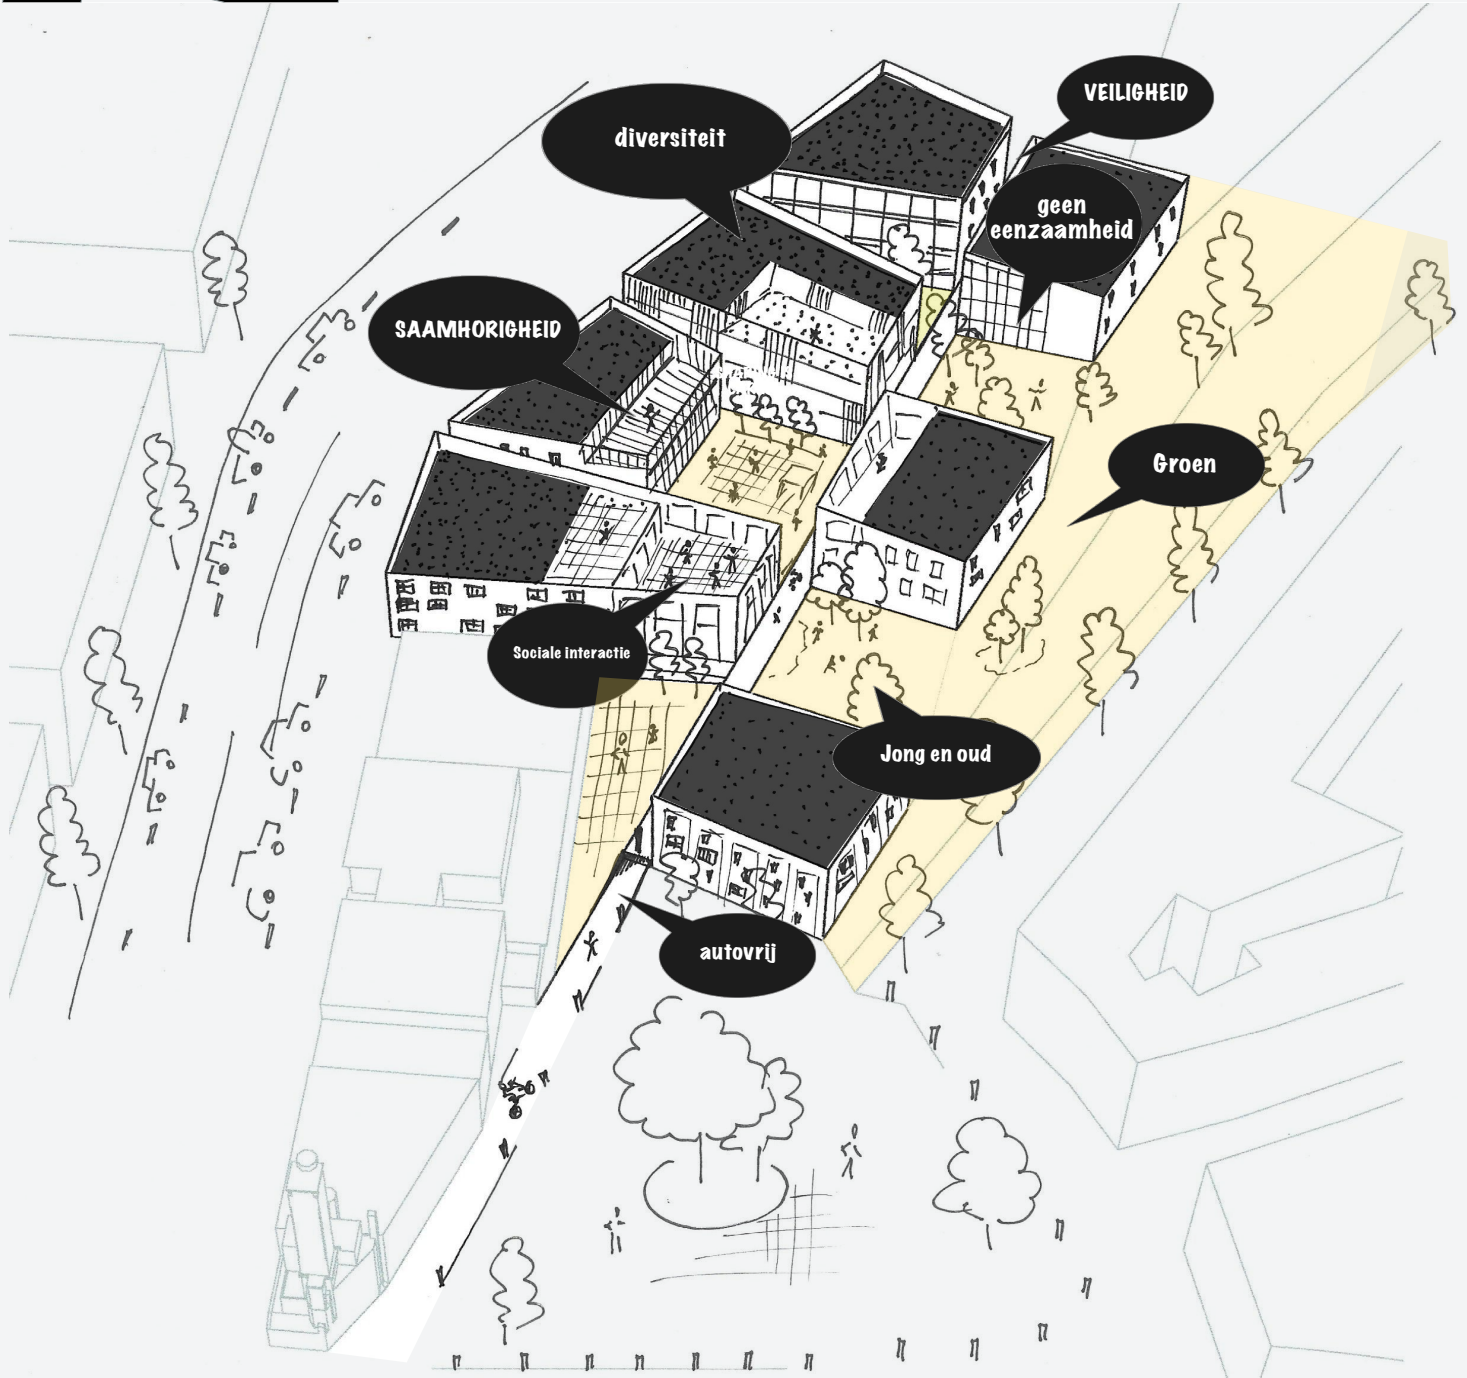 VEILIGHEID
diversiteit
geen
eenzaamheid
SAAMHORIGHEID
Groen
Sociale interactie
Jong en oud
autovrij